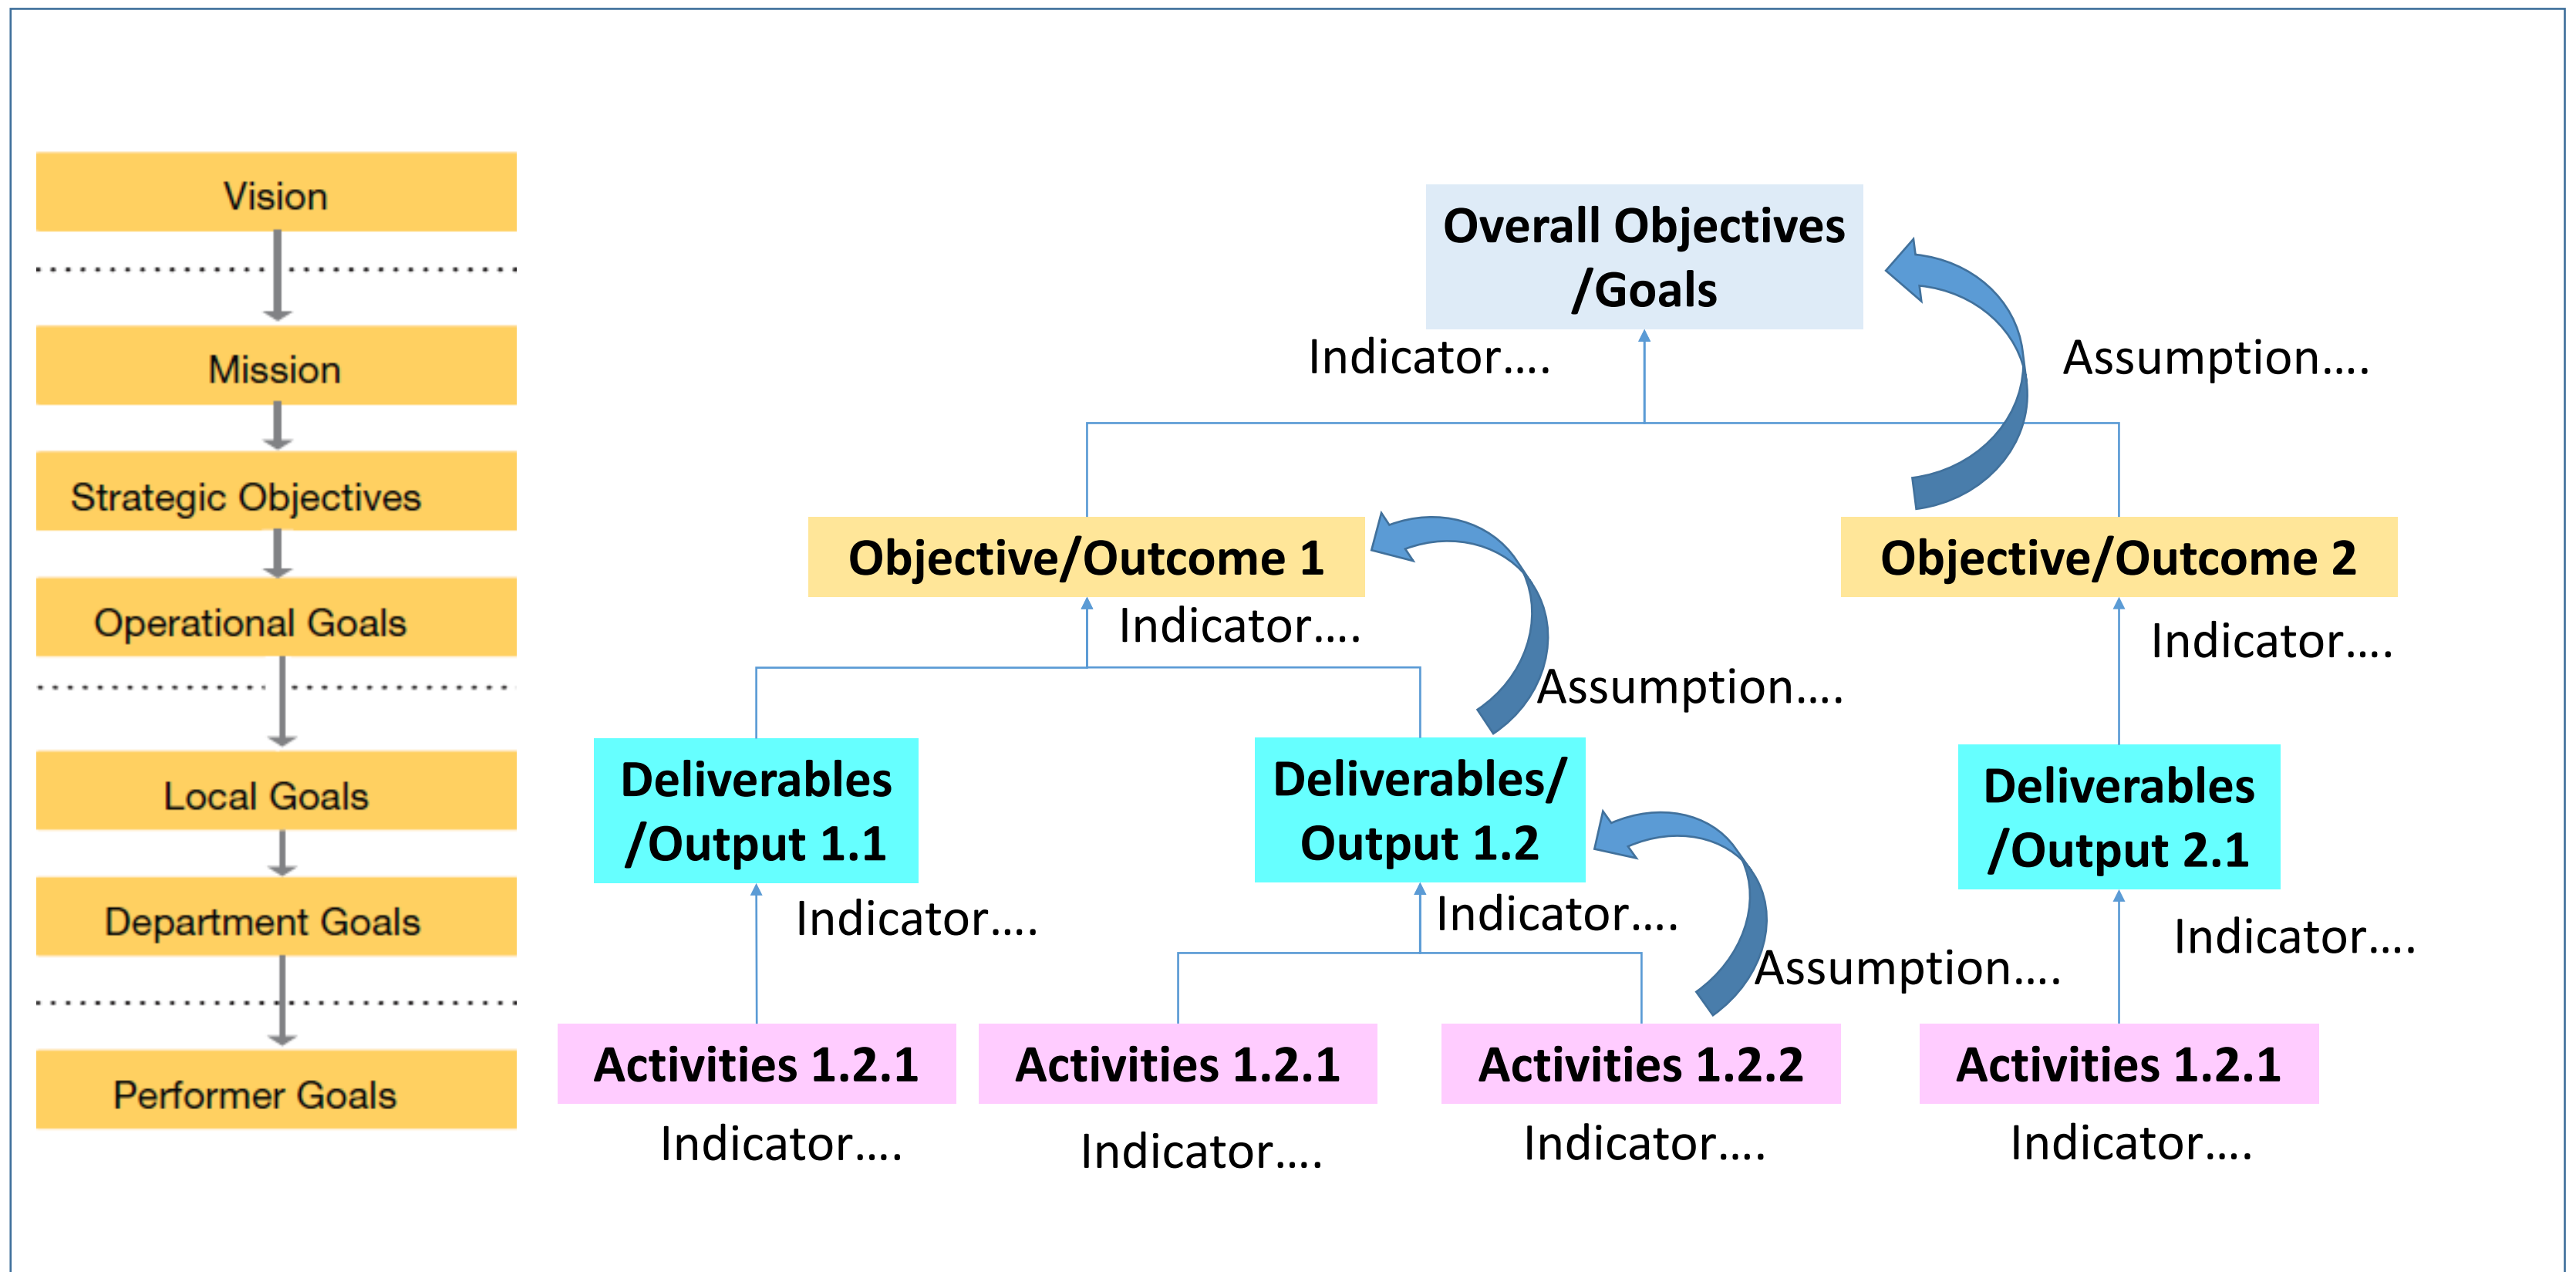 Vision
Mission
Strategic Objectives
Operational Goals
Local Goals
Department Goals
Performer Goals
Overall Objectives
/Goals
Indicator....
Assumption....
Objective/Outcome 1
Objective/Outcome 2
Indicator....
Indicator....
Assumption....
Deliverables
/Output 1.1
Deliverables/
Output 1.2
Deliverables
/Output 2.1
Indicator....
Indicator....
Indicator....
Assumption....
Activities 1.2.1
Activities 1.2.1
Activities 1.2.2
Activities 1.2.1
Indicator....
Indicator....
Indicator....
Indicator....